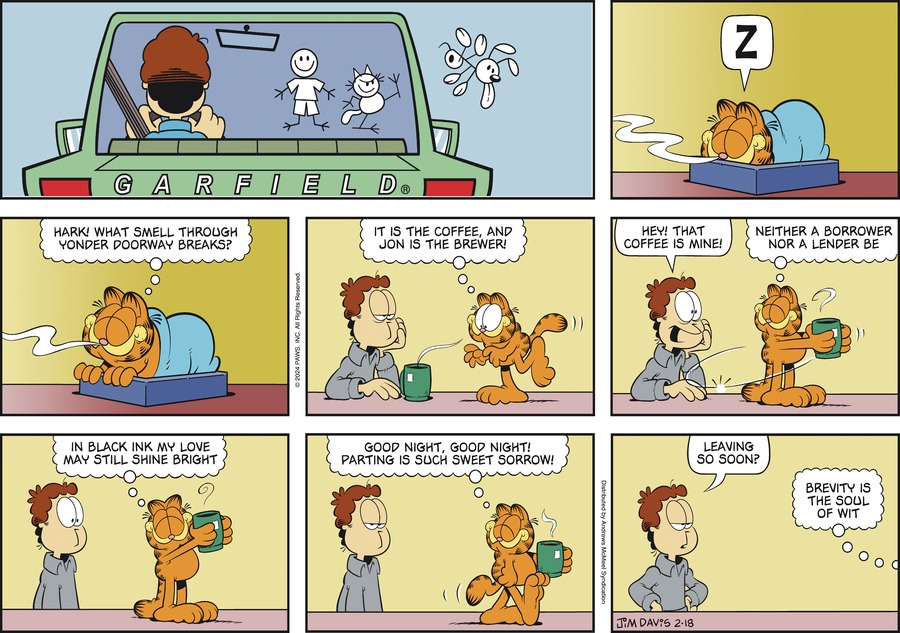 GARFIELD®
Z
HARK! WHAT SMELL THROUGH
YONDER DOORWAY BREAKS?
© 2024 PAWS, INC. All Rights Reserved.
IT IS THE COFFEE, AND
JON IS THE BREWER!
HEY! THAT
COFFEE IS MINE!
NEITHER A BORROWER
NOR A LENDER BE
?
IN BLACK INK MY LOVE
MAY STILL SHINE BRIGHT
?
GOOD NIGHT, GOOD NIGHT!
PARTING IS SUCH SWEET SORROW!
Distributed by Andrews McMeel Syndication
LEAVING
SO SOON?
BREVITY IS
THE SOUL
OF WIT
JIM DAVIS 2-18